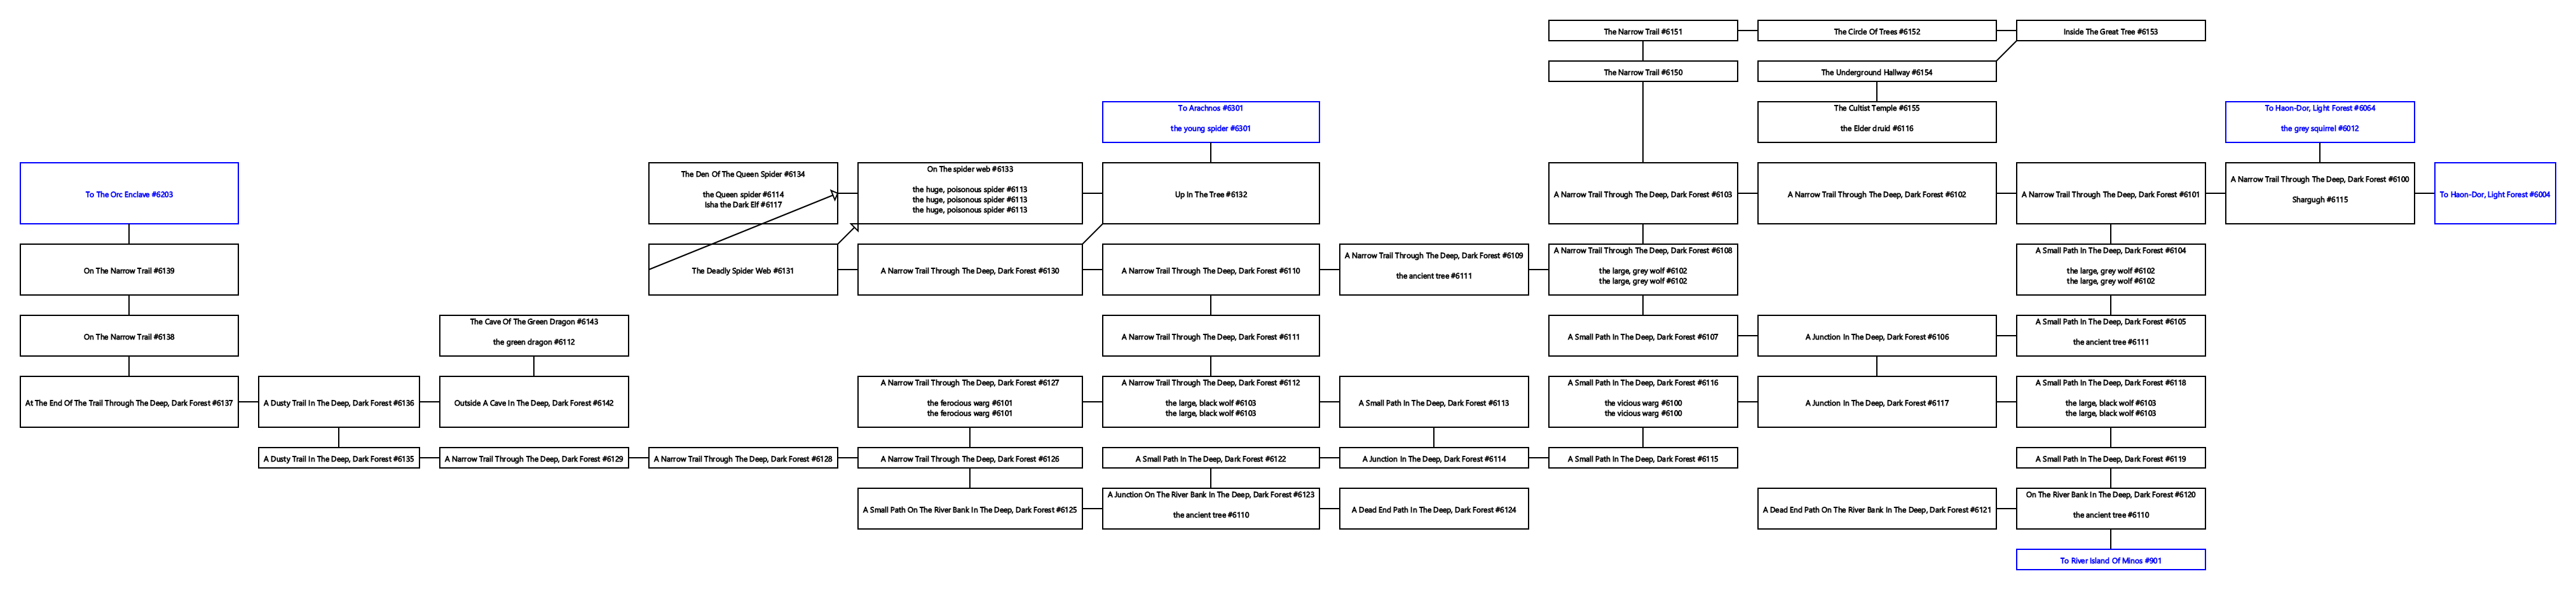 The Narrow Trail #6151
The Circle Of Trees #6152
Inside The Great Tree #6153
The Narrow Trail #6150
The Underground Hallway #6154
To Arachnos #6301
the young spider #6301
The Cultist Temple #6155
the Elder druid #6116
To Haon-Dor, Light Forest #6064
the grey squirrel #6012
To The Orc Enclave #6203
The Den Of The Queen Spider #6134
the Queen spider #6114
Isha the Dark Elf #6117
On The spider web #6133
the huge, poisonous spider #6113
the huge, poisonous spider #6113
the huge, poisonous spider #6113
Up In The Tree #6132
A Narrow Trail Through The Deep, Dark Forest #6103
A Narrow Trail Through The Deep, Dark Forest #6102
A Narrow Trail Through The Deep, Dark Forest #6101
A Narrow Trail Through The Deep, Dark Forest #6100
Shargugh #6115
To Haon-Dor, Light Forest #6004
On The Narrow Trail #6139
The Deadly Spider Web #6131
A Narrow Trail Through The Deep, Dark Forest #6130
A Narrow Trail Through The Deep, Dark Forest #6110
A Narrow Trail Through The Deep, Dark Forest #6109
the ancient tree #6111
A Narrow Trail Through The Deep, Dark Forest #6108
the large, grey wolf #6102
the large, grey wolf #6102
A Small Path In The Deep, Dark Forest #6104
the large, grey wolf #6102
the large, grey wolf #6102
On The Narrow Trail #6138
The Cave Of The Green Dragon #6143
the green dragon #6112
A Narrow Trail Through The Deep, Dark Forest #6111
A Small Path In The Deep, Dark Forest #6107
A Junction In The Deep, Dark Forest #6106
A Small Path In The Deep, Dark Forest #6105
the ancient tree #6111
At The End Of The Trail Through The Deep, Dark Forest #6137
A Dusty Trail In The Deep, Dark Forest #6136
Outside A Cave In The Deep, Dark Forest #6142
A Narrow Trail Through The Deep, Dark Forest #6127
the ferocious warg #6101
the ferocious warg #6101
A Narrow Trail Through The Deep, Dark Forest #6112
the large, black wolf #6103
the large, black wolf #6103
A Small Path In The Deep, Dark Forest #6113
A Small Path In The Deep, Dark Forest #6116
the vicious warg #6100
the vicious warg #6100
A Junction In The Deep, Dark Forest #6117
A Small Path In The Deep, Dark Forest #6118
the large, black wolf #6103
the large, black wolf #6103
A Dusty Trail In The Deep, Dark Forest #6135
A Narrow Trail Through The Deep, Dark Forest #6129
A Narrow Trail Through The Deep, Dark Forest #6128
A Narrow Trail Through The Deep, Dark Forest #6126
A Small Path In The Deep, Dark Forest #6122
A Junction In The Deep, Dark Forest #6114
A Small Path In The Deep, Dark Forest #6115
A Small Path In The Deep, Dark Forest #6119
A Small Path On The River Bank In The Deep, Dark Forest #6125
A Junction On The River Bank In The Deep, Dark Forest #6123
the ancient tree #6110
A Dead End Path In The Deep, Dark Forest #6124
A Dead End Path On The River Bank In The Deep, Dark Forest #6121
On The River Bank In The Deep, Dark Forest #6120
the ancient tree #6110
To River Island Of Minos #901